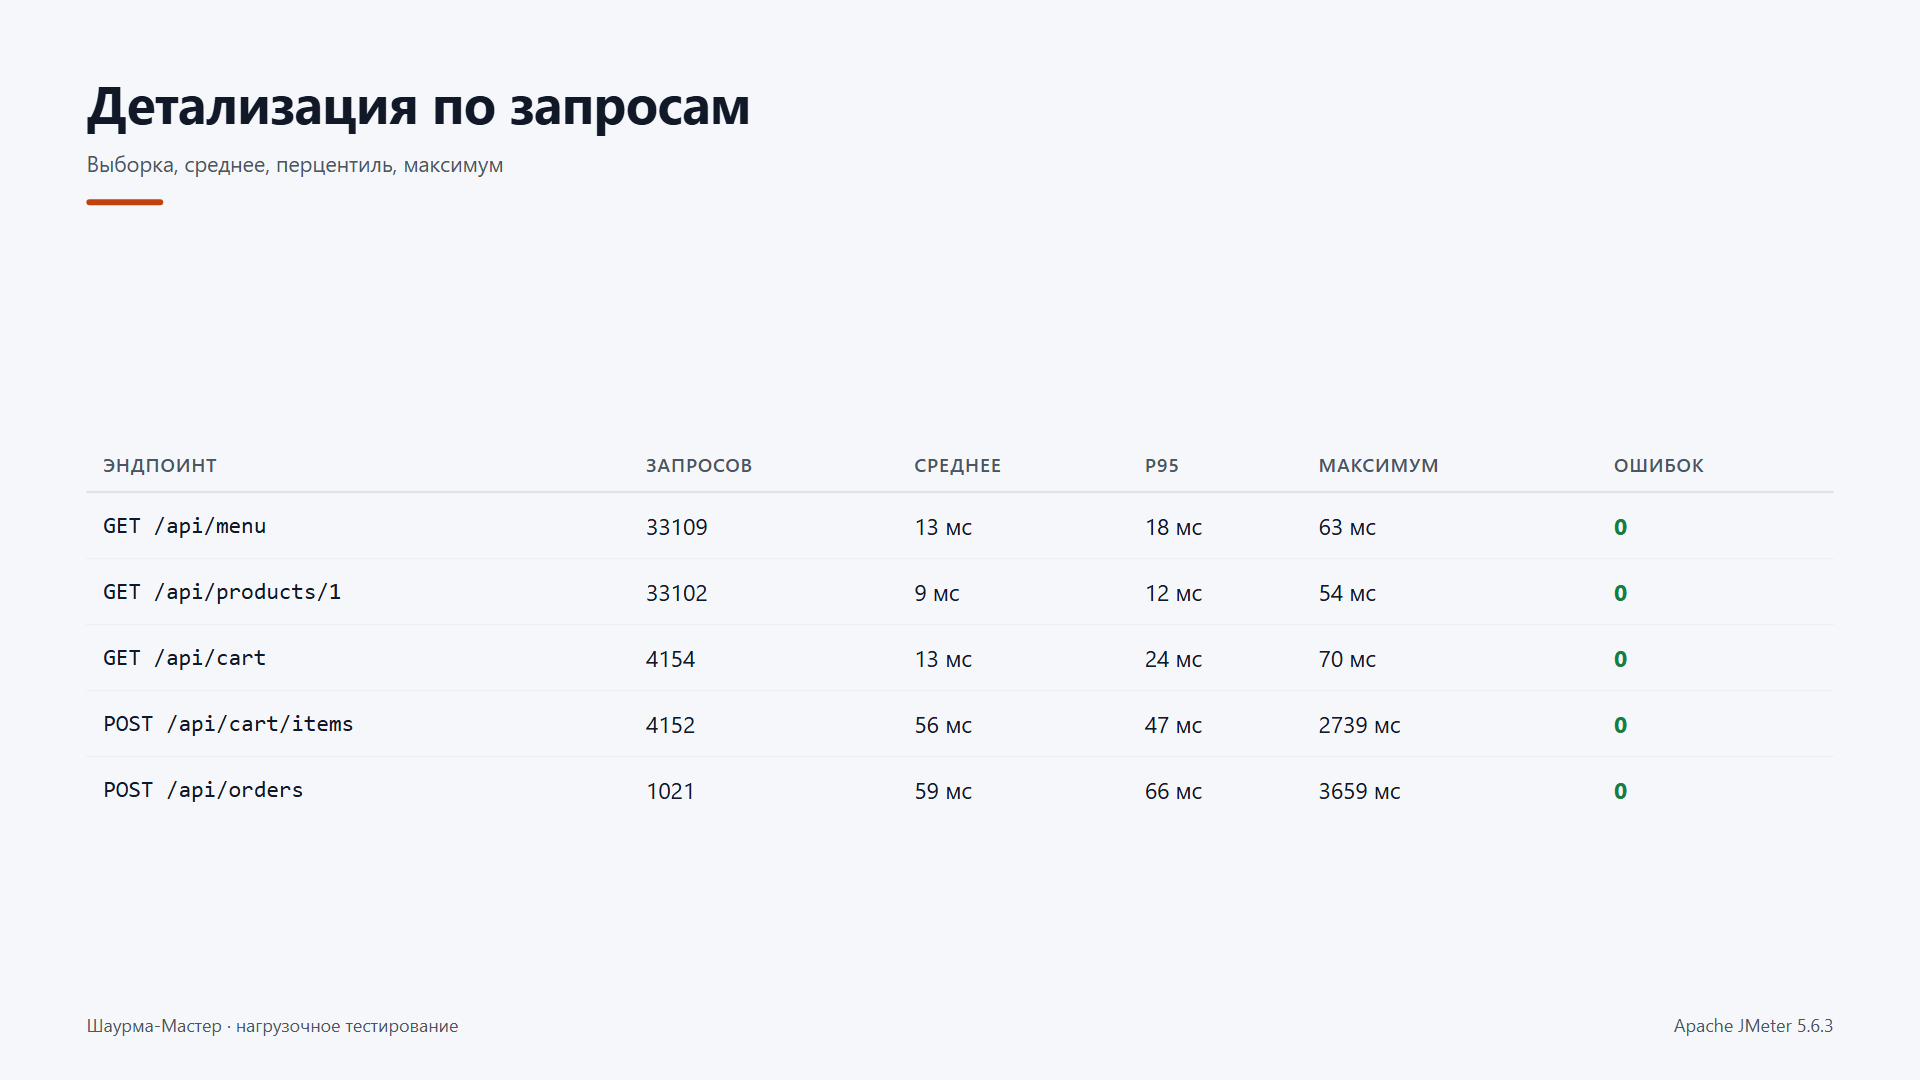 Детализация по запросам
Выборка, среднее, перцентиль, максимум
ЭНДПОИНТ ЗАПРОСОВ СРЕДНЕЕ P95 МАКСИМУМ ОШИБОК
GET /api/menu 33109 13 мс 18 мс 63 мс 0
GET /api/products/1 33102 9 мс 12 мс 54 мс 0
GET /api/cart 4154 13 мс 24 мс 70 мс 0
POST /api/cart/items 4152 56 мс 47 мс 2739 мс 0
POST /api/orders 1021 59 мс 66 мс 3659 мс 0
Шаурма-Мастер · нагрузочное тестирование Apache JMeter 5.6.3